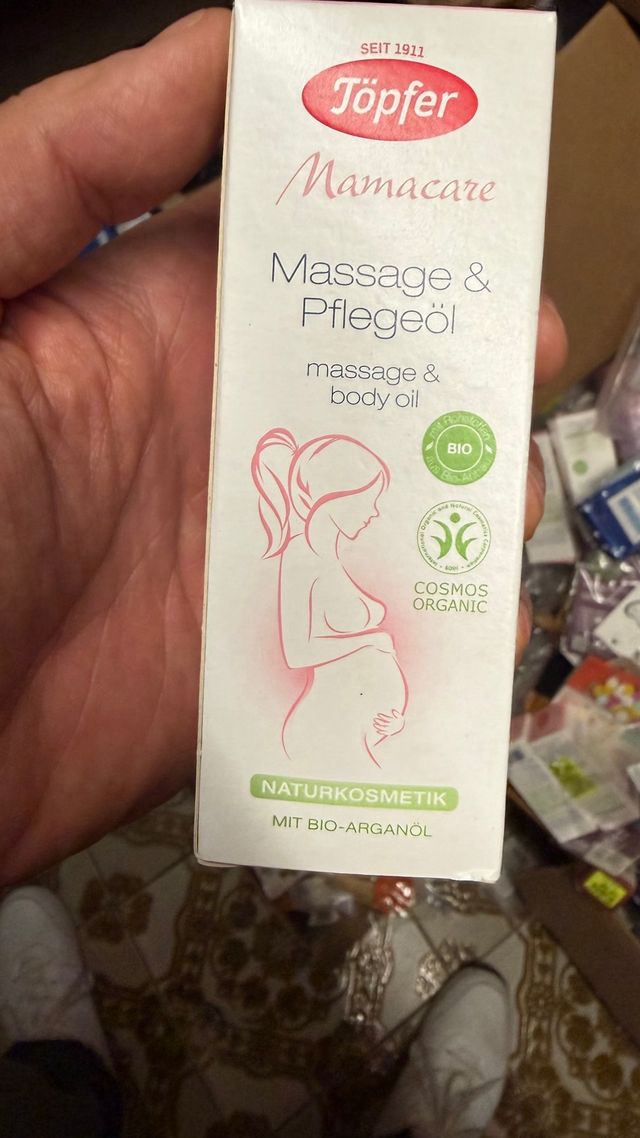 SEIT 1911
Töpfer
Mamacare
Massage &
Pflegeöl
massage &
body oil
BIO
COSMOS
ORGANIC
NATURKOSMETIK
MIT BIO-ARGANÖL